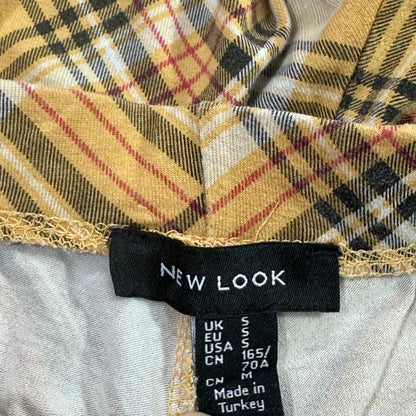 NEW LOOK
UK S
EU S
USA S
CN 165/
70A
CN M
Made in
Turkey